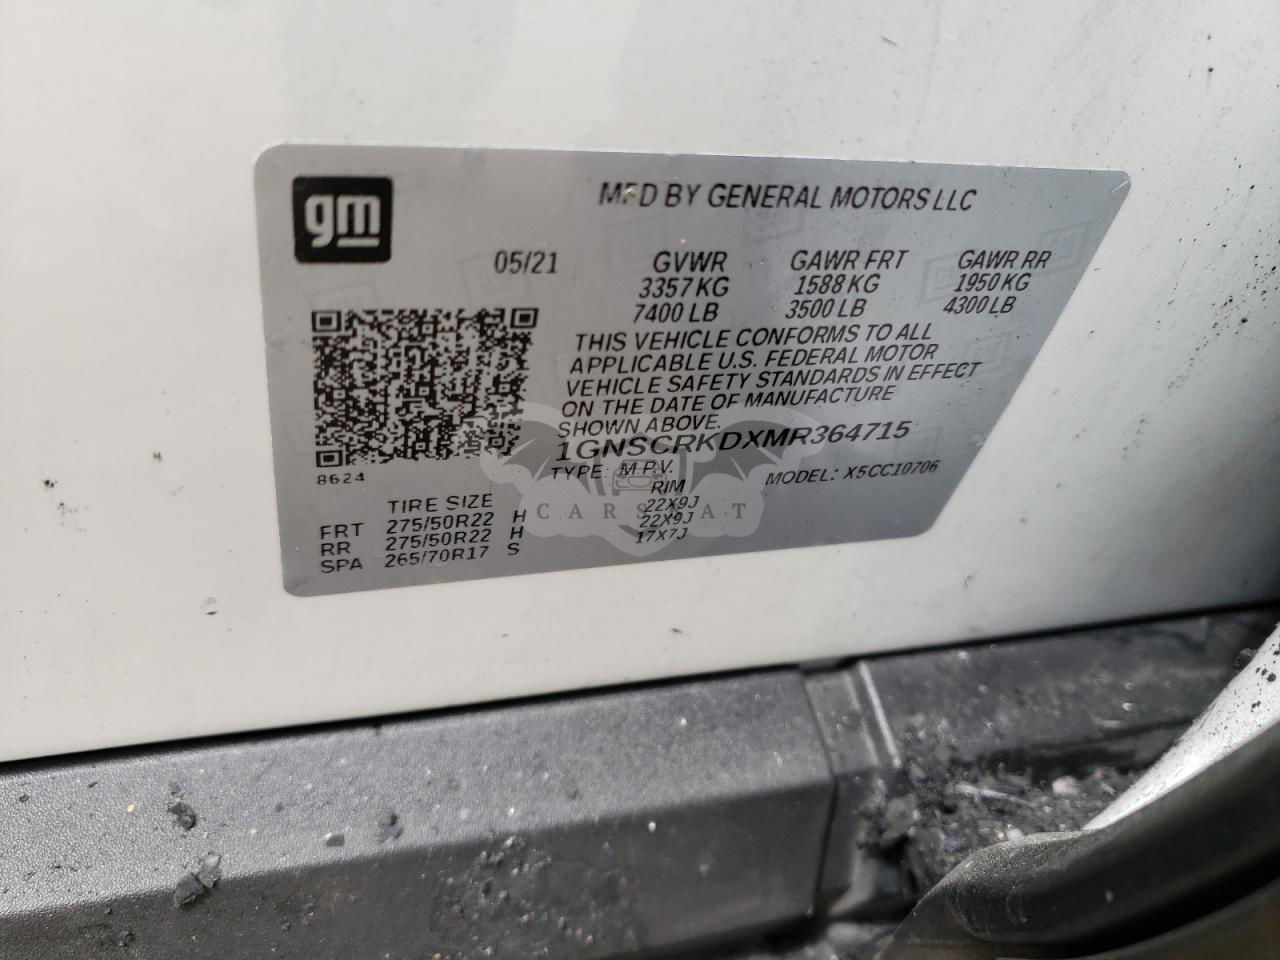 gm
MFD BY GENERAL MOTORS LLC
05/21 GVWR GAWR FRT GAWR RR
3357 KG 1588 KG 1950 KG
7400 LB 3500 LB 4300 LB
THIS VEHICLE CONFORMS TO ALL
APPLICABLE U.S. FEDERAL MOTOR
VEHICLE SAFETY STANDARDS IN EFFECT
ON THE DATE OF MANUFACTURE
SHOWN ABOVE.
1GNSCRKDXMR364715
8624
TYPE: M.P.V. MODEL: X5CC10706
TIRE SIZE RIM
FRT 275/50R22 H 22X9J
RR 275/50R22 H 22X9J
SPA 265/70R17 S 17X7J